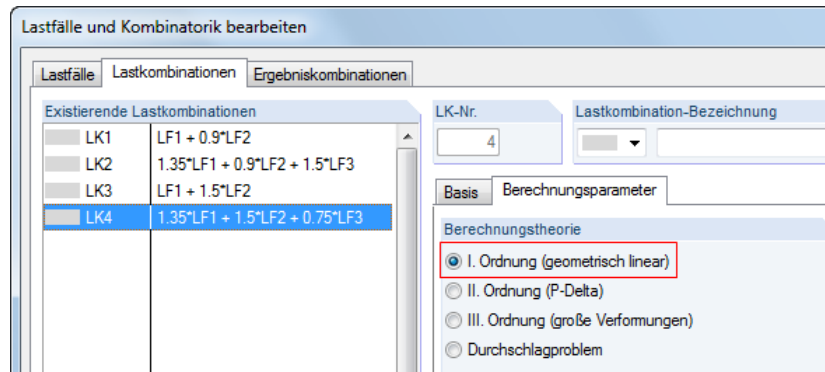 Lastfälle und Kombinatorik bearbeiten
Lastfälle Lastkombinationen Ergebniskombinationen
Existierende Lastkombinationen
LK1 LF1 + 0.9*LF2
LK2 1.35*LF1 + 0.9*LF2 + 1.5*LF3
LK3 LF1 + 1.5*LF2
LK4 1.35*LF1 + 1.5*LF2 + 0.75*LF3
LK-Nr.
4
Lastkombination-Bezeichnung
Basis Berechnungsparameter
Berechnungstheorie
I. Ordnung (geometrisch linear)
II. Ordnung (P-Delta)
III. Ordnung (große Verformungen)
Durchschlagproblem